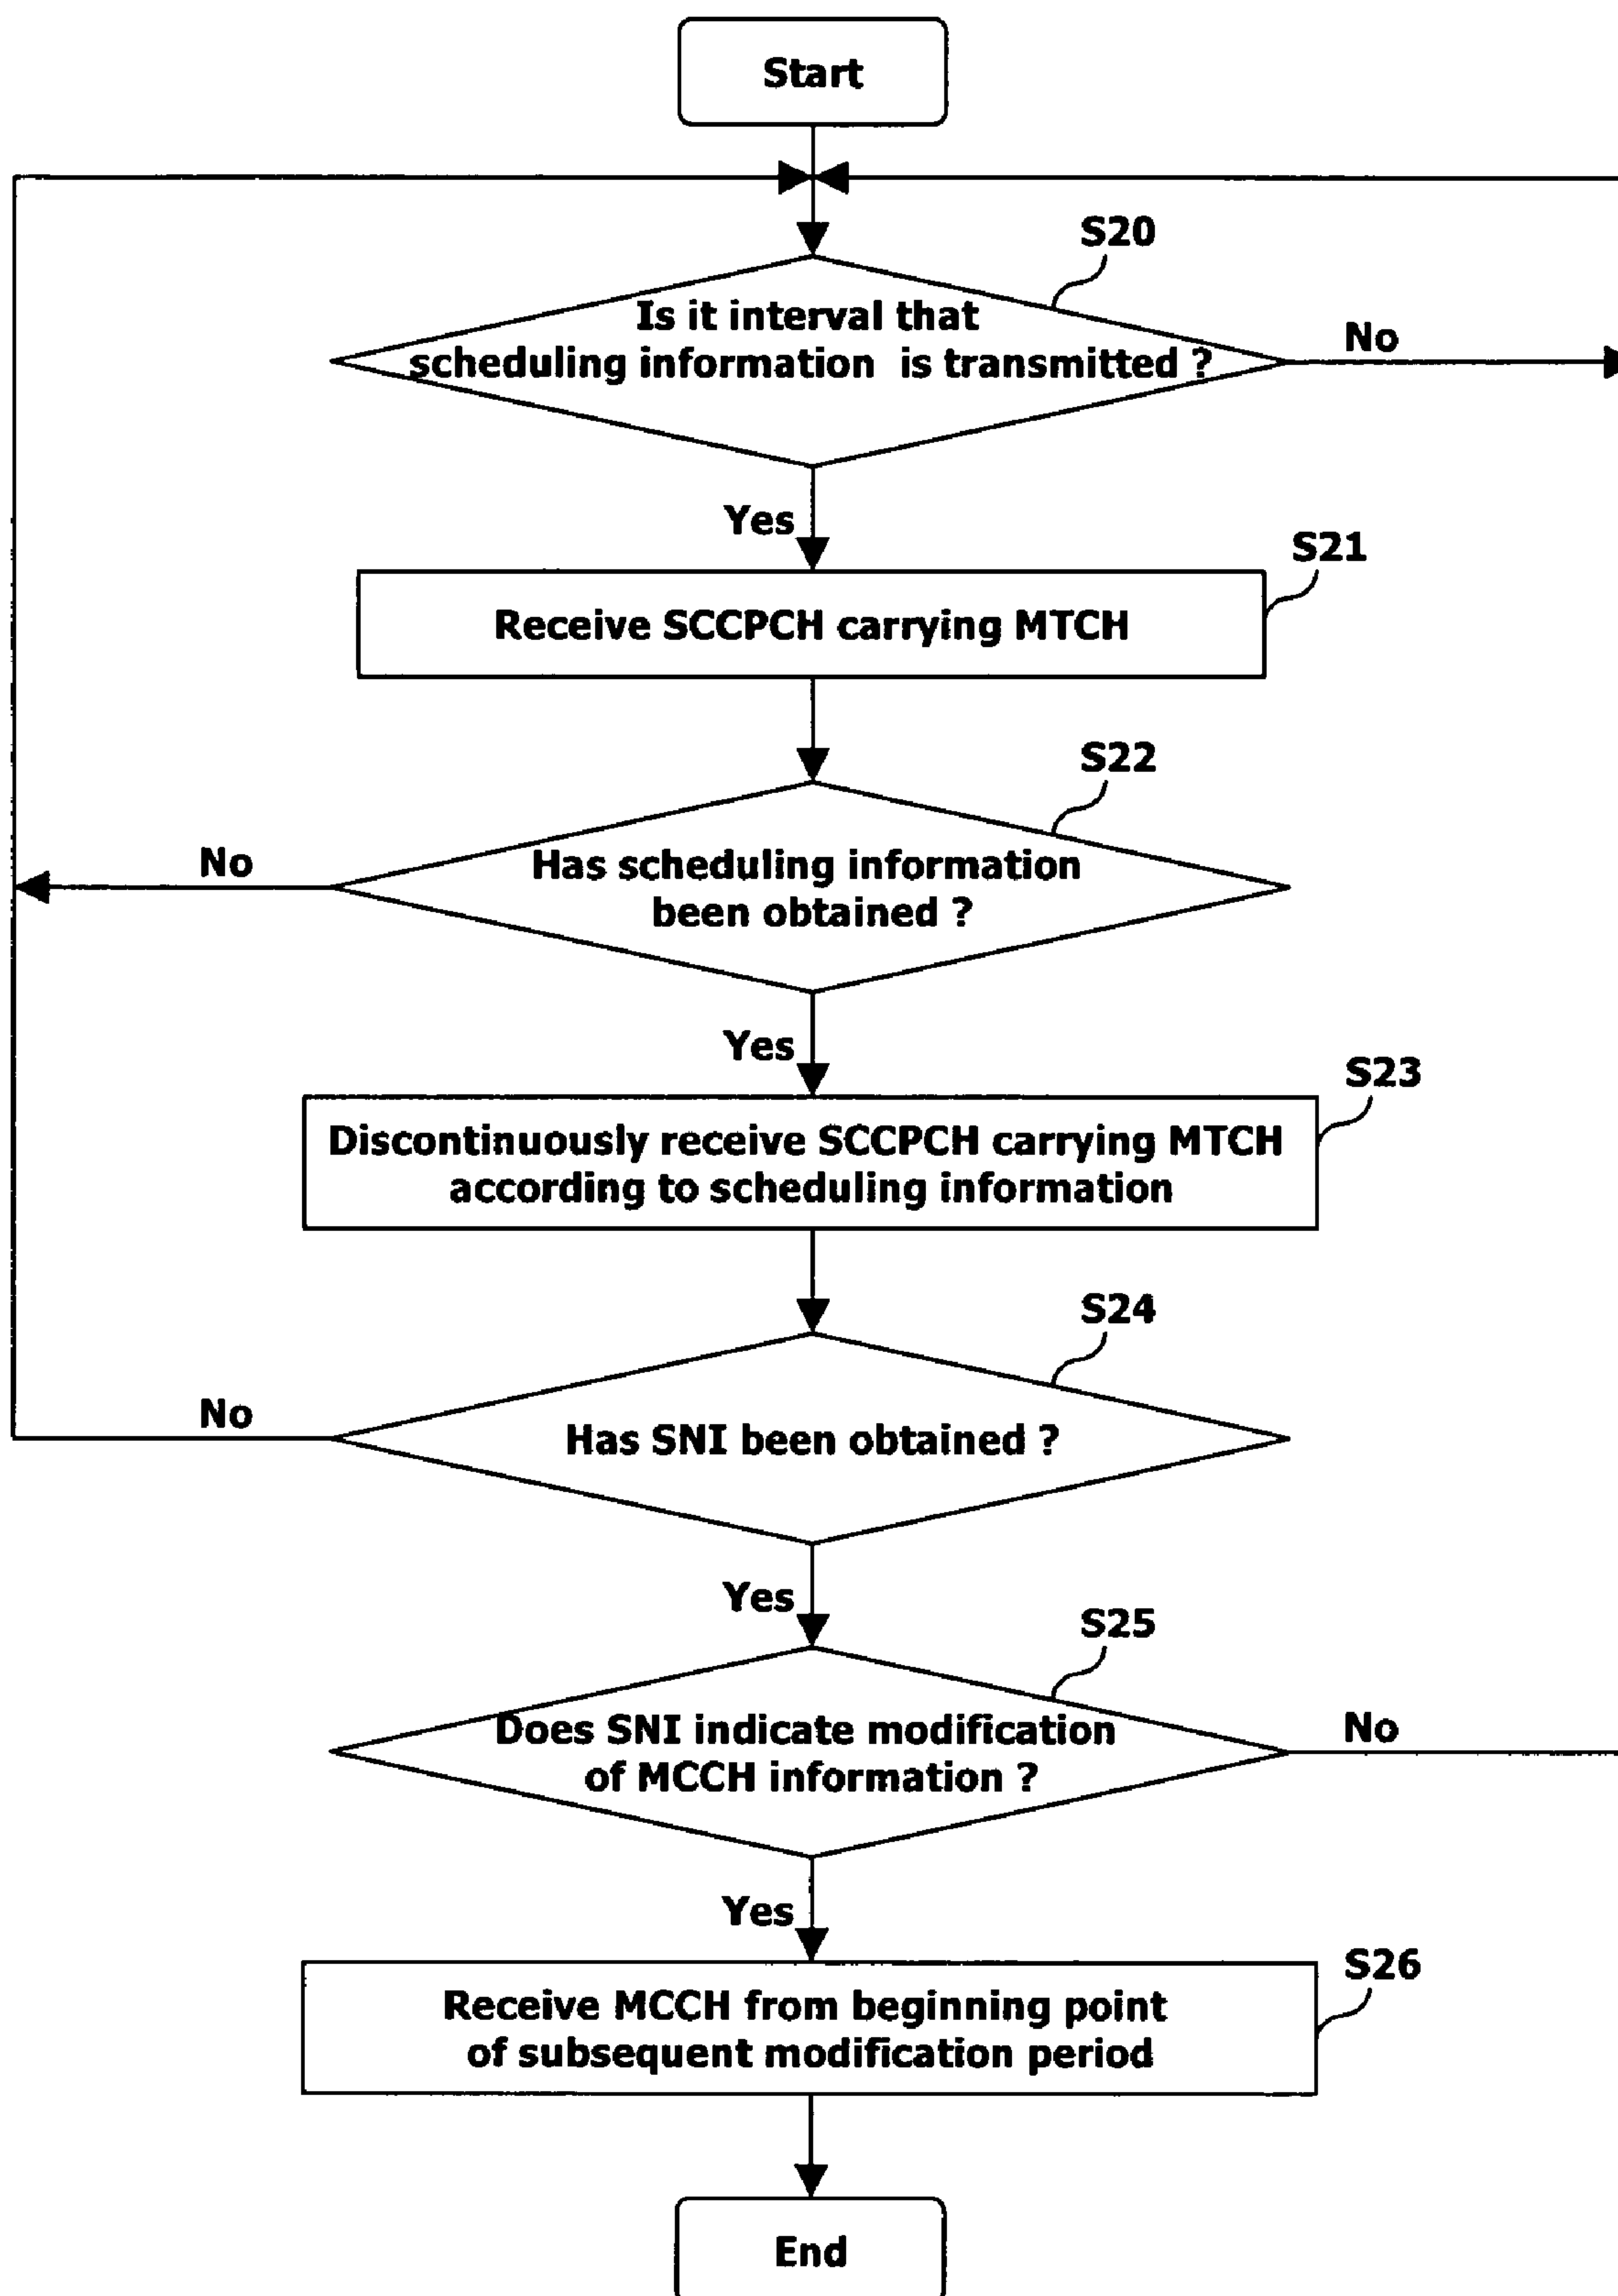 Start
S20
Is it interval that
scheduling information is transmitted ?
No
Yes
S21
Receive SCCPCH carrying MTCH
S22
No
Has scheduling information
been obtained ?
Yes
S23
Discontinuously receive SCCPCH carrying MTCH
according to scheduling information
S24
No
Has SNI been obtained ?
Yes
S25
Does SNI indicate modification
of MCCH information ?
No
Yes
S26
Receive MCCH from beginning point
of subsequent modification period
End